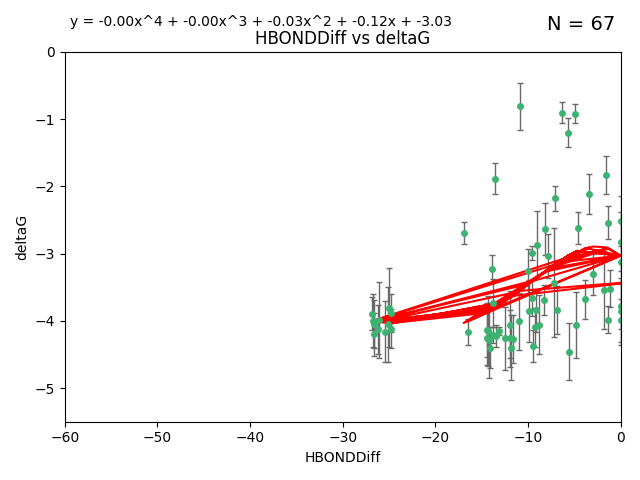 y = -0.00x^4 + -0.00x^3 + -0.03x^2 + -0.12x + -3.03
N = 67
HBONDDiff vs deltaG
0
−1
−2
−3
−4
−5
deltaG
−60 −50 −40 −30 −20 −10 0
HBONDDiff